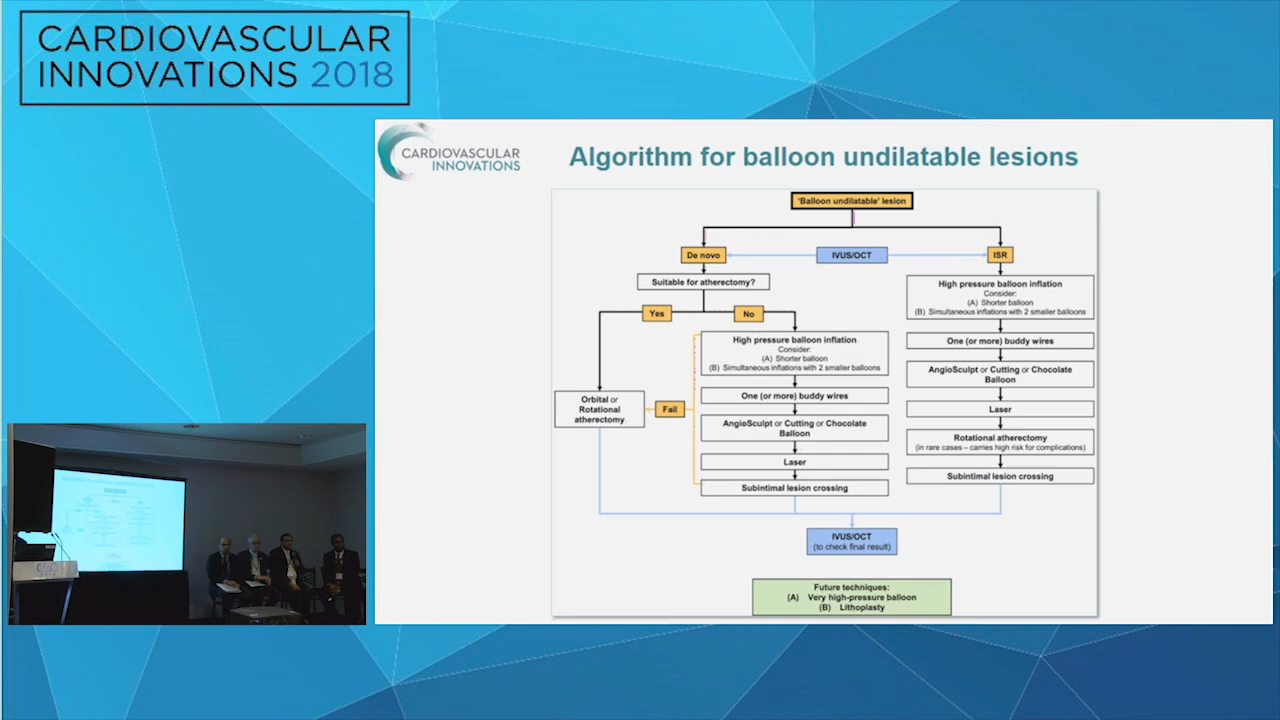 CARDIOVASCULAR
INNOVATIONS 2018
CARDIOVASCULAR
INNOVATIONS
Algorithm for balloon undilatable lesions
'Balloon undilatable' lesion
De novo
IVUS/OCT
ISR
Suitable for atherectomy?
Yes
No
High pressure balloon inflation
Consider:
(A) Shorter balloon
(B) Simultaneous inflations with 2 smaller balloons
One (or more) buddy wires
AngioSculpt or Cutting or Chocolate
Balloon
Laser
Subintimal lesion crossing
Fail
Orbital or
Rotational
atherectomy
High pressure balloon inflation
Consider:
(A) Shorter balloon
(B) Simultaneous inflations with 2 smaller balloons
One (or more) buddy wires
AngioSculpt or Cutting or Chocolate
Balloon
Laser
Rotational atherectomy
(in rare cases – carries high risk for complications)
Subintimal lesion crossing
IVUS/OCT
(to check final result)
Future techniques:
(A) Very high-pressure balloon
(B) Lithoplasty